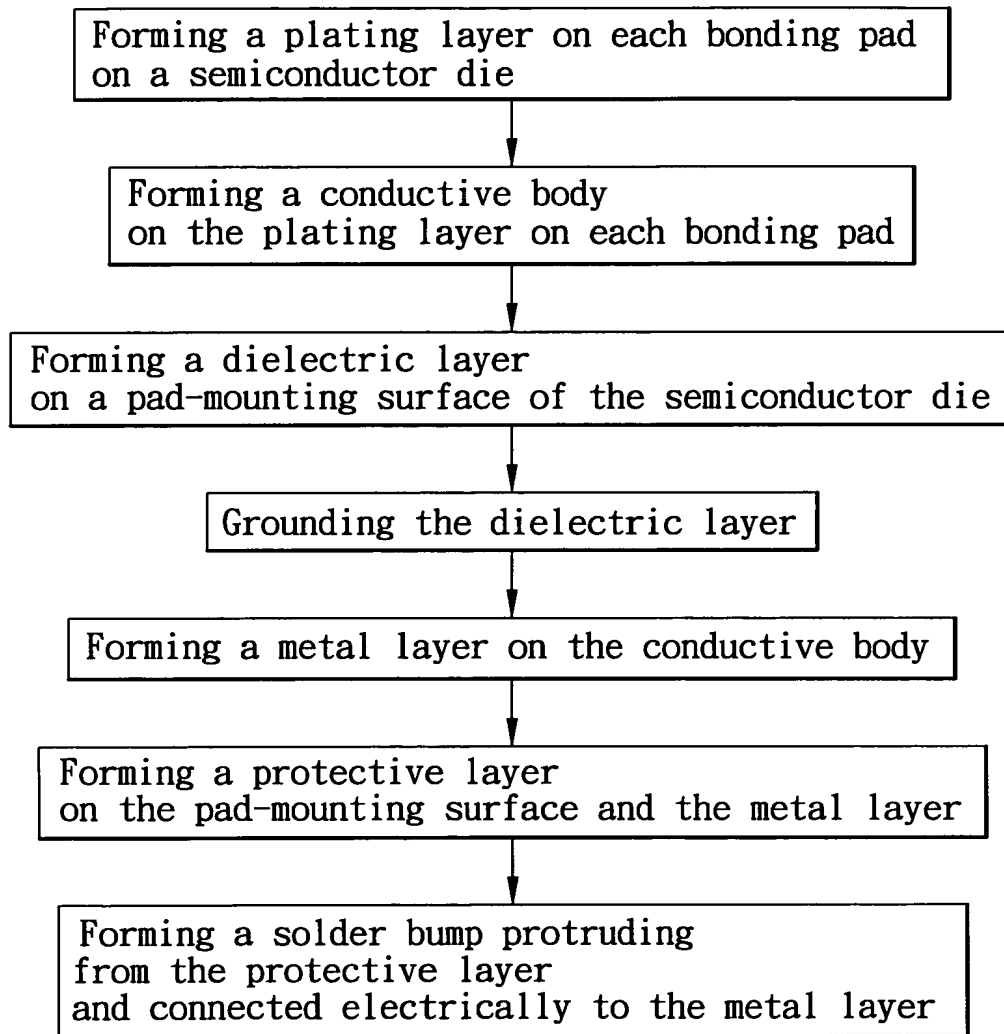 Forming a plating layer on each bonding pad
on a semiconductor die
Forming a conductive body
on the plating layer on each bonding pad
Forming a dielectric layer
on a pad-mounting surface of the semiconductor die
Grounding the dielectric layer
Forming a metal layer on the conductive body
Forming a protective layer
on the pad-mounting surface and the metal layer
Forming a solder bump protruding
from the protective layer
and connected electrically to the metal layer